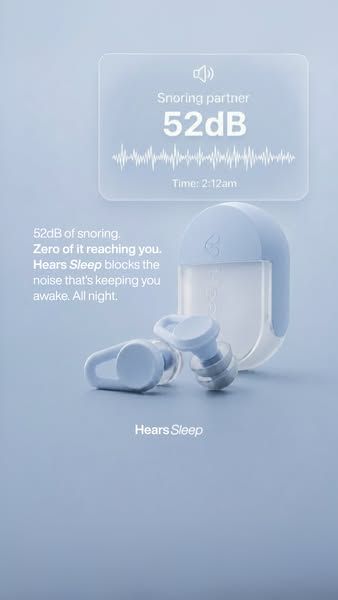 Snoring partner
52dB
Time: 2:12am
52dB of snoring.
Zero of it reaching you.
Hears Sleep blocks the
noise that's keeping you
awake. All night.
Hears Sleep